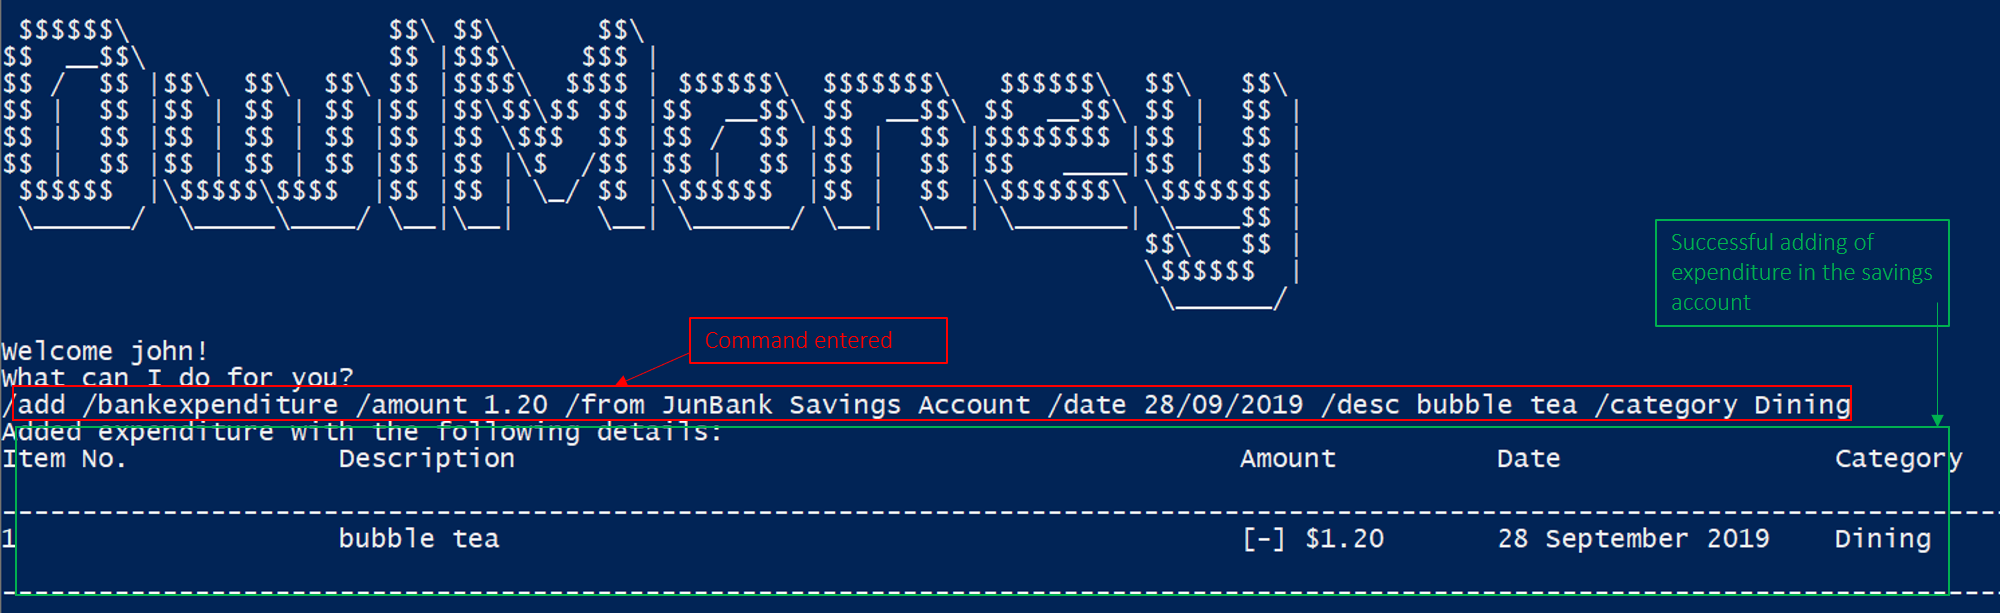 OwlMoney
Successful adding of
expenditure in the savings
account
Command entered
Welcome john!
What can I do for you?
/add /bankexpenditure /amount 1.20 /from JunBank Savings Account /date 28/09/2019 /desc bubble tea /category Dining
Added expenditure with the following details:
Item No. Description Amount Date Category
1 bubble tea [-] $1.20 28 September 2019 Dining